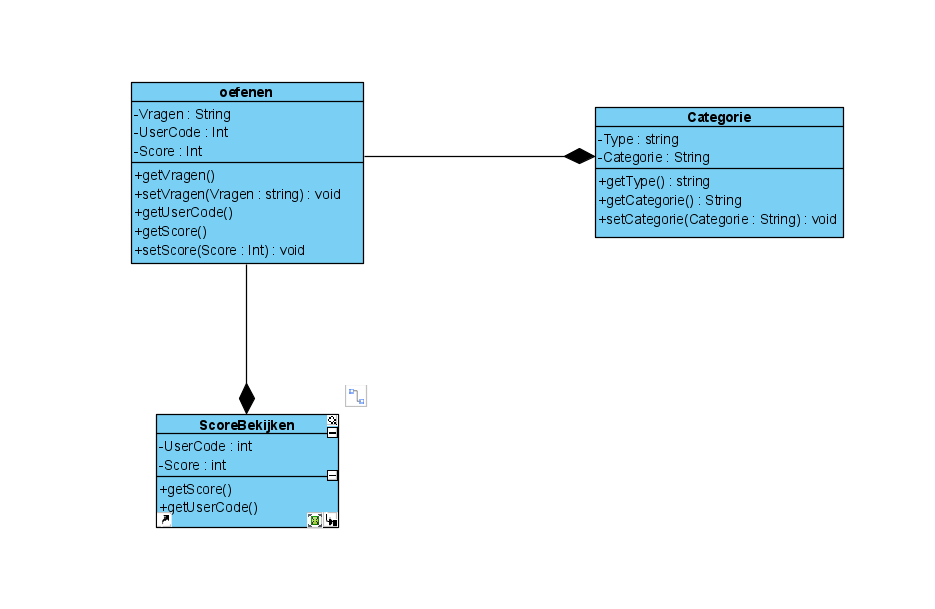 oefenen
-Vragen : String
-UserCode : Int
-Score : Int
+getVragen()
+setVragen(Vragen : string) : void
+getUserCode()
+getScore()
+setScore(Score : Int) : void
Categorie
-Type : string
-Categorie : String
+getType() : string
+getCategorie() : String
+setCategorie(Categorie : String) : void
ScoreBekijken
-UserCode : int
-Score : int
+getScore()
+getUserCode()